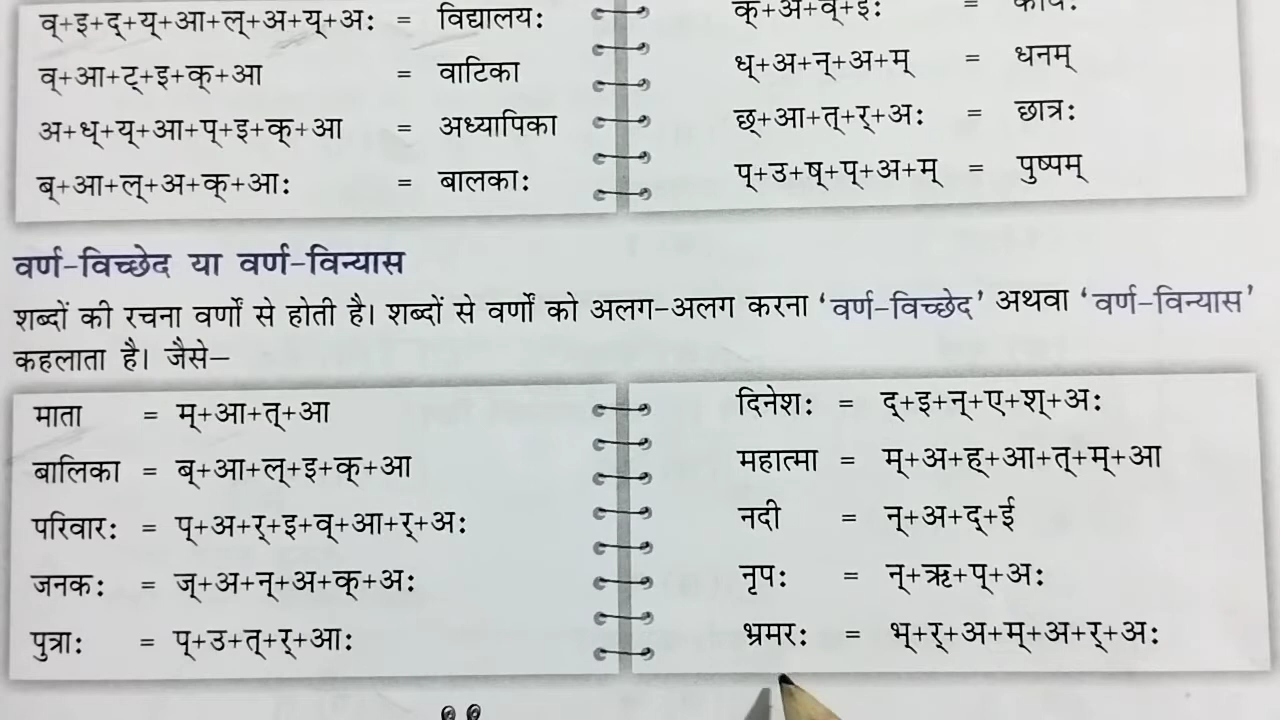 व्+इ+द्+य्+आ+ल्+अ+य्+अः = विद्यालयः
व्+आ+ट्+इ+क्+आ = वाटिका
अ+ध्+य्+आ+प्+इ+क्+आ = अध्यापिका
ब्+आ+ल्+अ+क्+आः = बालकाः
क्+अ+व्+इः = कविः
ध्+अ+न्+अ+म् = धनम्
छ्+आ+त्+र्+अः = छात्रः
प्+उ+ष्+प्+अ+म् = पुष्पम्
वर्ण-विच्छेद या वर्ण-विन्यास
शब्दों की रचना वर्णों से होती है। शब्दों से वर्णों को अलग-अलग करना ‘वर्ण-विच्छेद’ अथवा ‘वर्ण-विन्यास’
कहलाता है। जैसे–
माता = म्+आ+त्+आ
बालिका = ब्+आ+ल्+इ+क्+आ
परिवारः = प्+अ+र्+इ+व्+आ+र्+अः
जनकः = ज्+अ+न्+अ+क्+अः
पुत्राः = प्+उ+त्+र्+आः
दिनेशः = द्+इ+न्+ए+श्+अः
महात्मा = म्+अ+ह्+आ+त्+म्+आ
नदी = न्+अ+द्+ई
नृपः = न्+ऋ+प्+अः
भ्रमरः = भ्+र्+अ+म्+अ+र्+अः